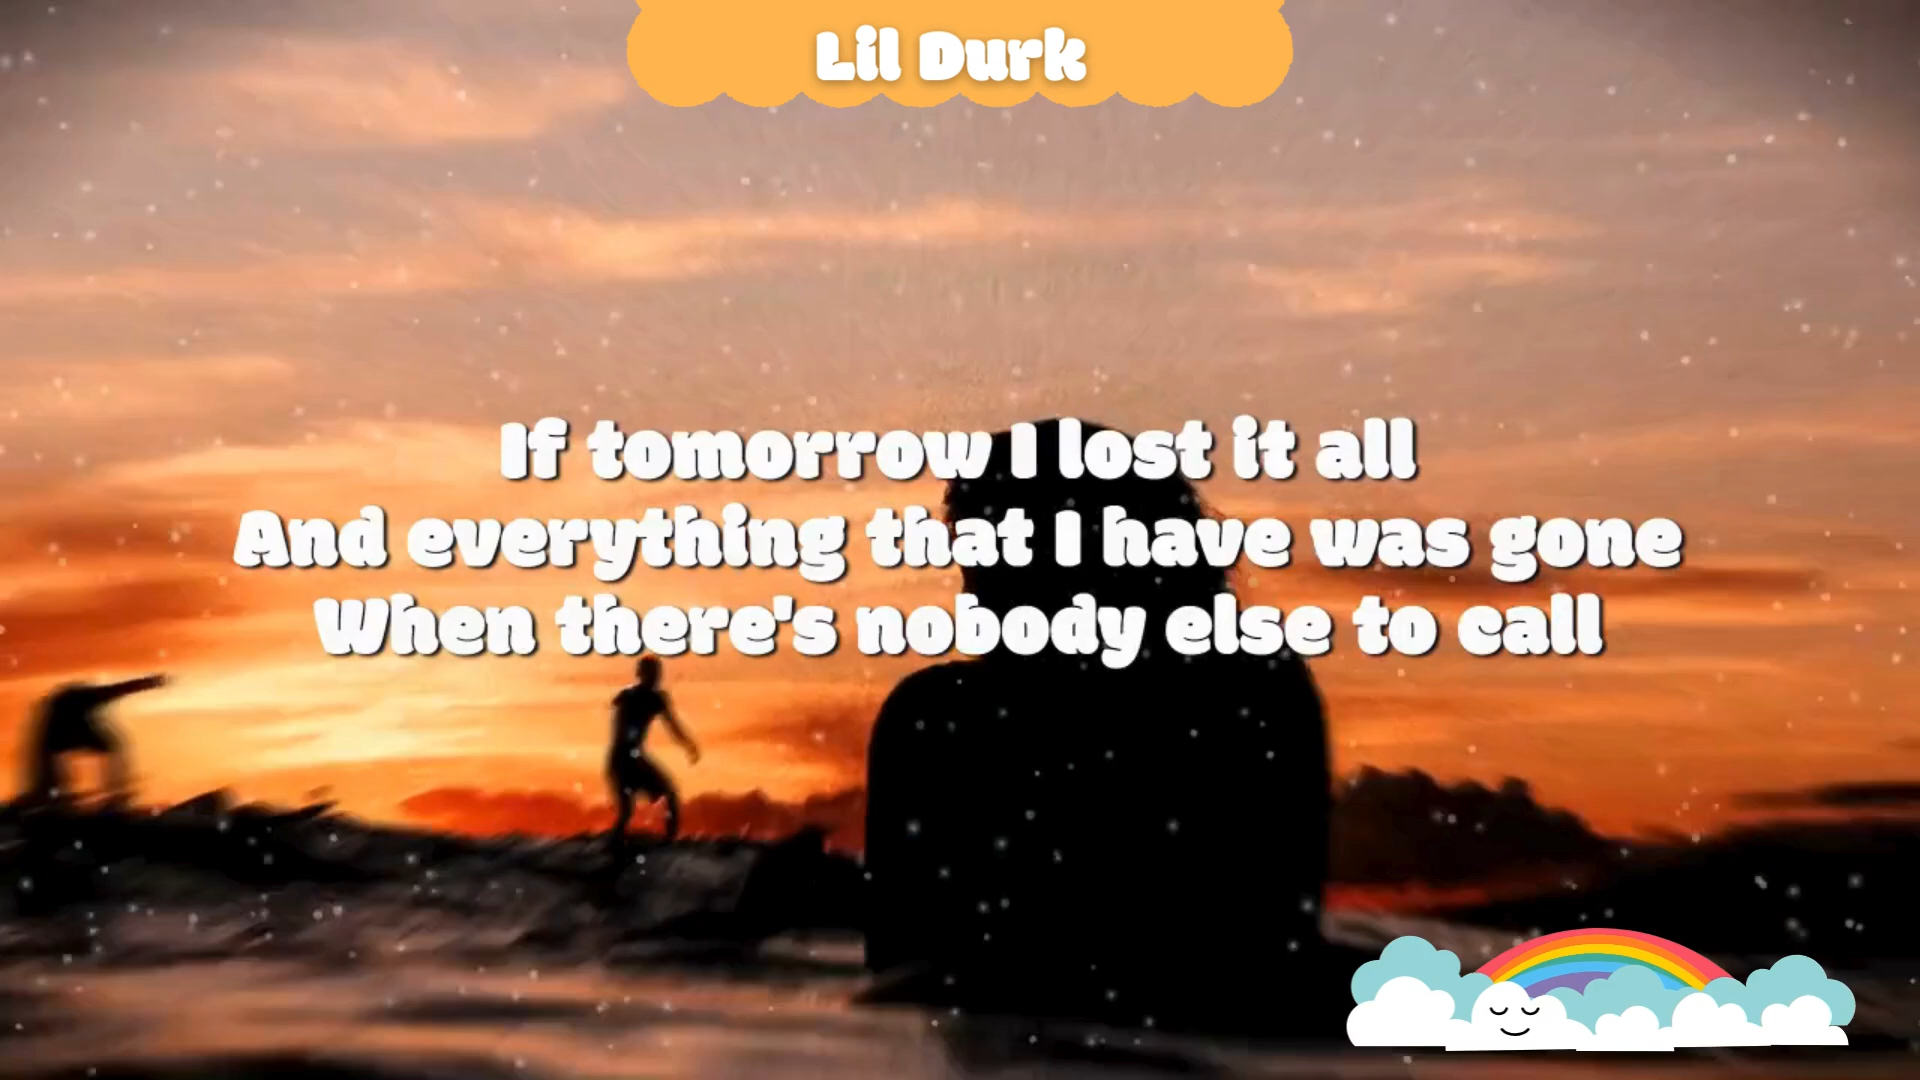 Lil Durk
If tomorrow I lost it all
And everything that I have was gone
When there's nobody else to call